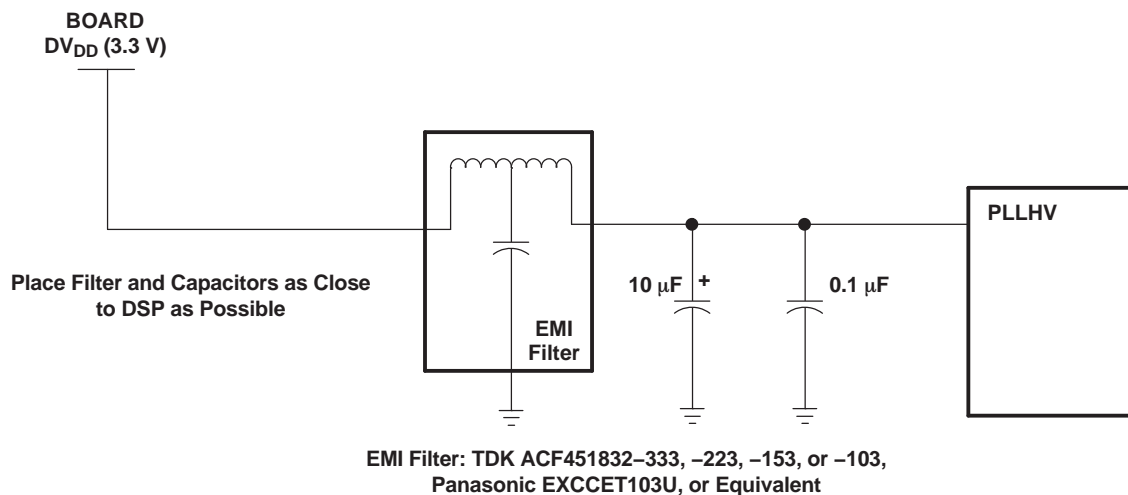 BOARD
DVDD (3.3 V)
PLLHV
Place Filter and Capacitors as Close
to DSP as Possible
10 μF
+
0.1 μF
EMI
Filter
EMI Filter: TDK ACF451832–333, –223, –153, or –103,
Panasonic EXCCET103U, or Equivalent